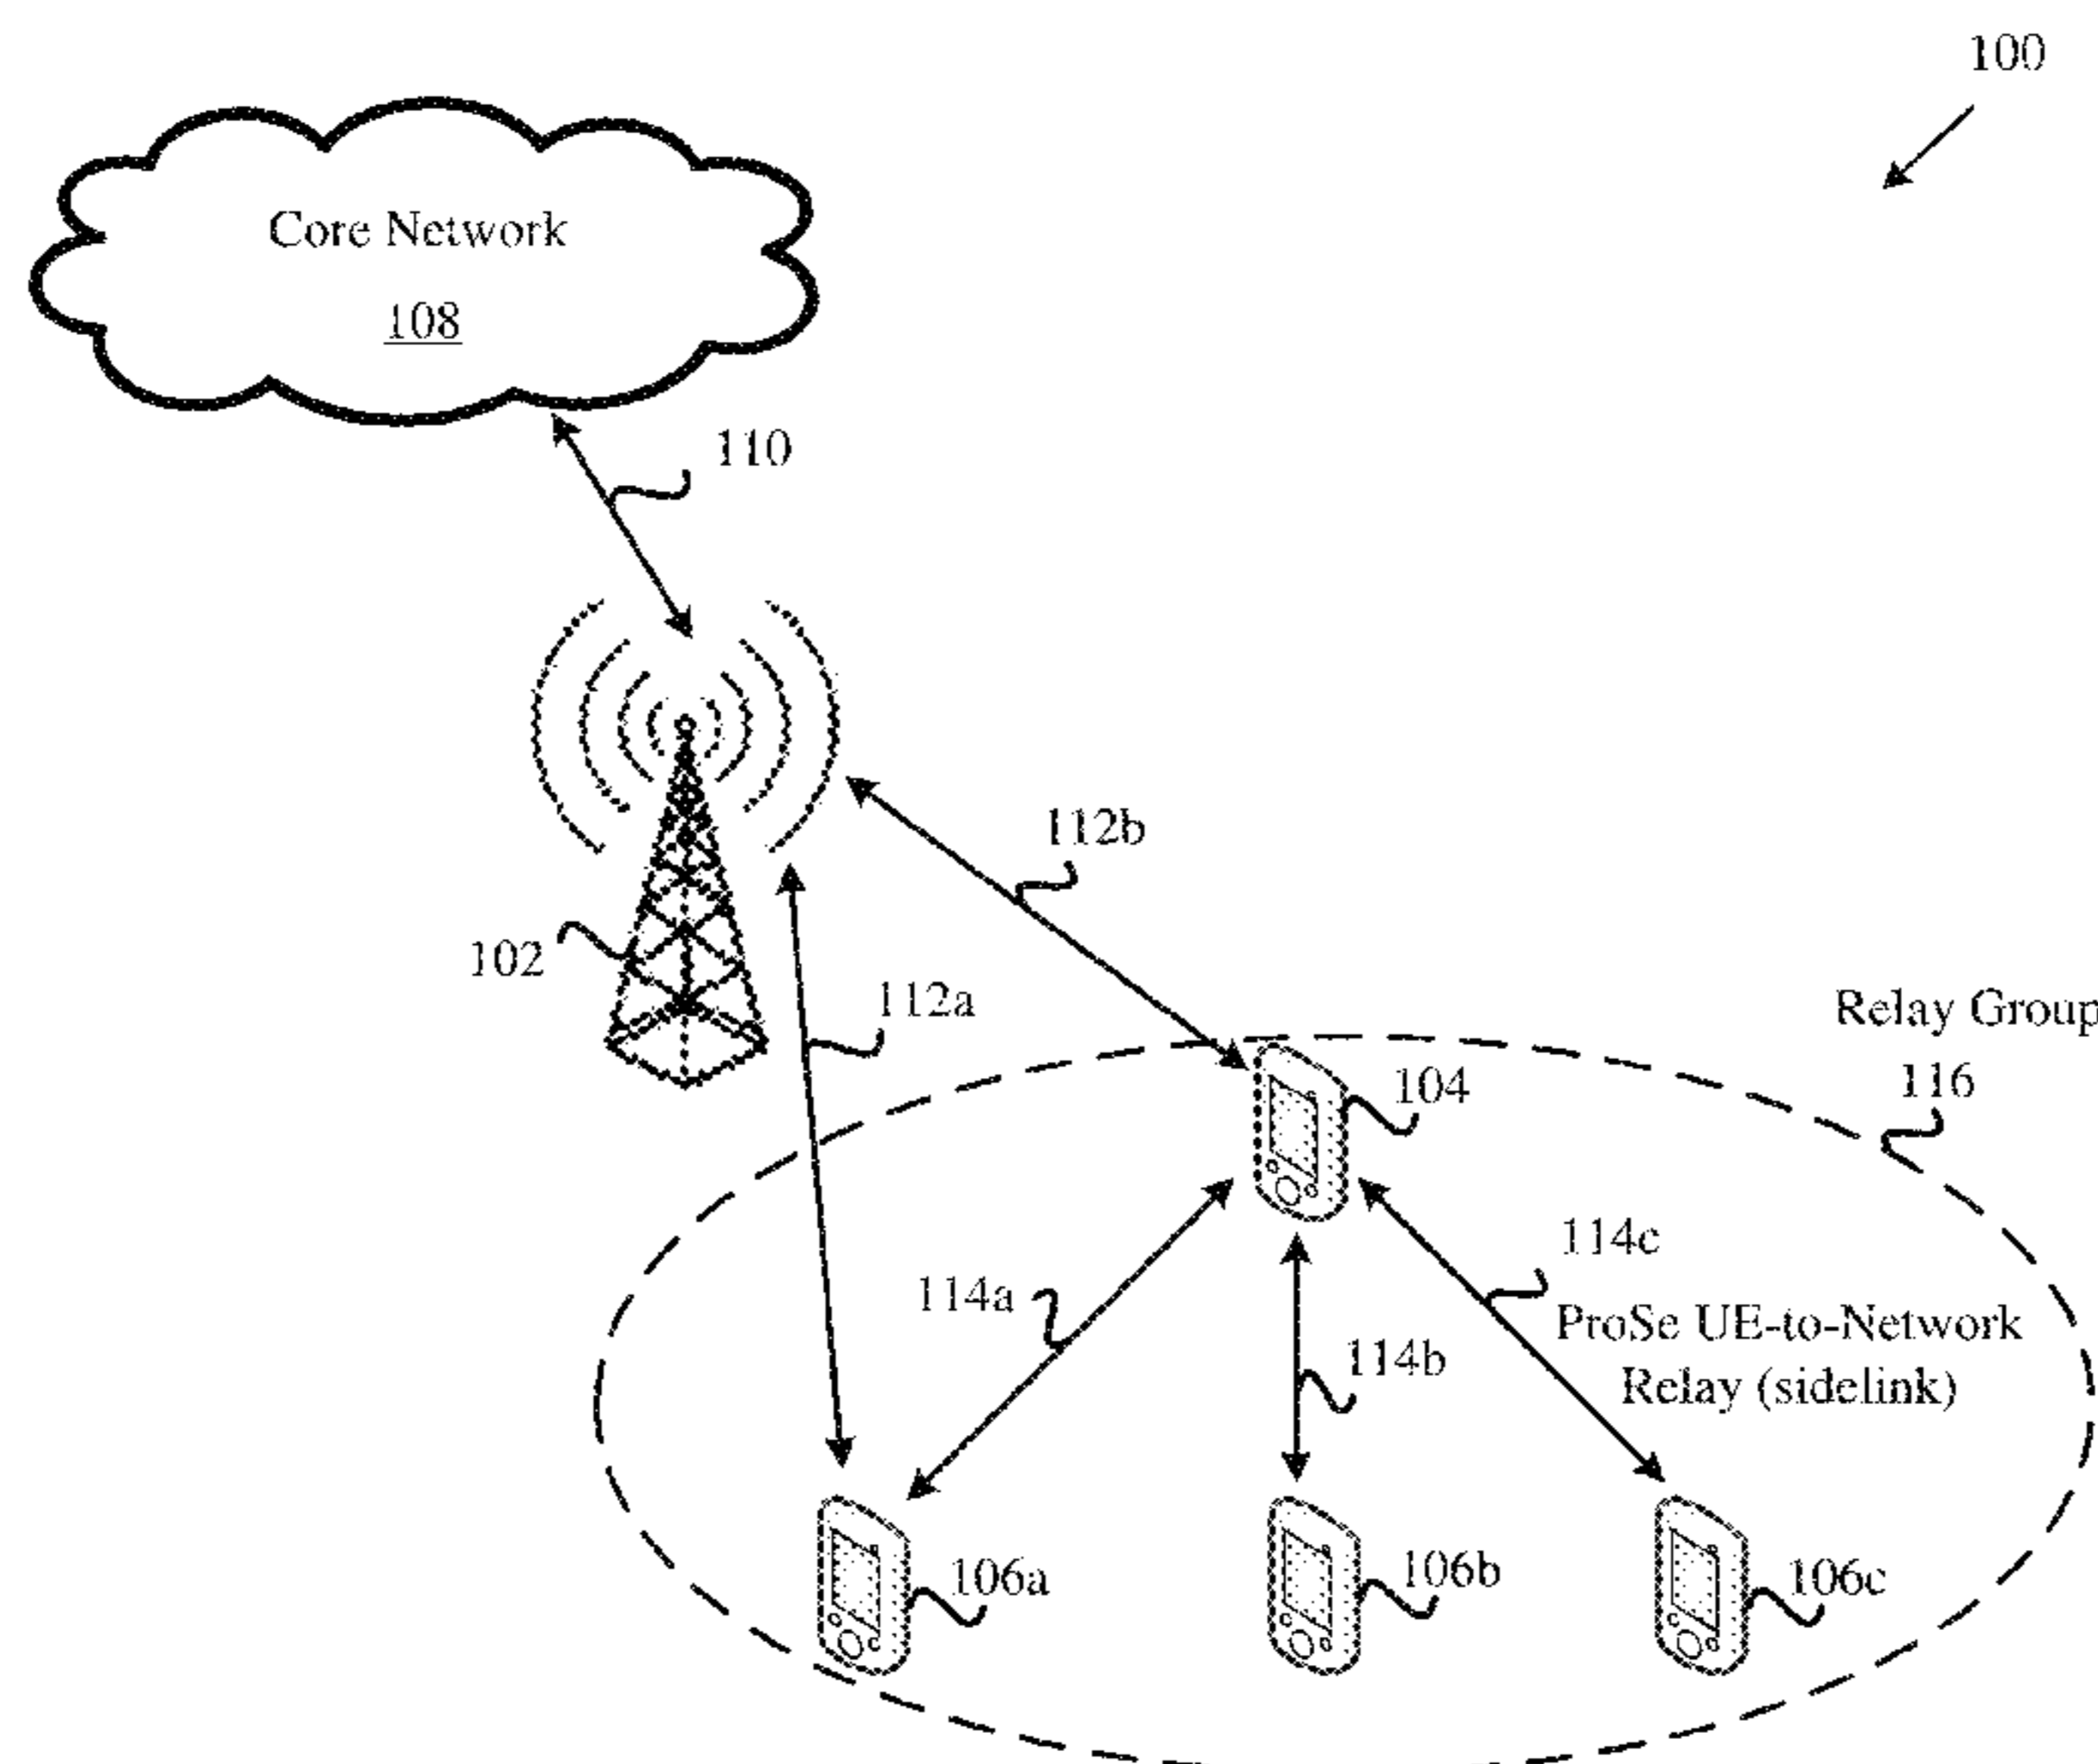 100
Core Network
108
110
112b
102
112a
Relay Group
116
104
114c
114a
ProSe UE-to-Network
Relay (sidelink)
114b
106a
106b
106c